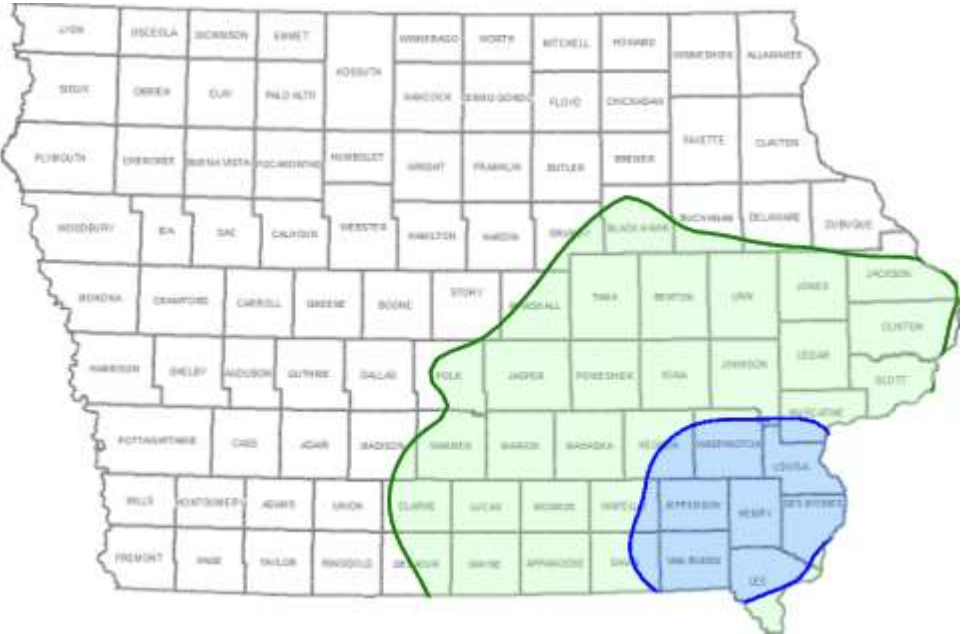 LYON OSCEOLA DICKINSON EMMET WINNEBAGO WORTH MITCHELL HOWARD WINNESHIEK ALLAMAKEE
KOSSUTH
SIOUX OBRIEN CLAY PALO ALTO HANCOCK CERRO GORDO FLOYD CHICKASAW
PLYMOUTH CHEROKEE BUENA VISTA POCAHONTAS HUMBOLDT WRIGHT FRANKLIN BUTLER BREMER FAYETTE CLAYTON
WOODBURY IDA SAC CALHOUN WEBSTER HAMILTON HARDIN GRUNDY BLACK HAWK BUCHANAN DELAWARE DUBUQUE
MONONA CRAWFORD CARROLL GREENE BOONE STORY MARSHALL TAMA BENTON LINN JONES JACKSON
CLINTON
HARRISON SHELBY AUDUBON GUTHRIE DALLAS POLK JASPER POWESHIEK IOWA JOHNSON CEDAR SCOTT
MUSCATINE
POTTAWATTAMIE CASS ADAIR MADISON WARREN MARION MAHASKA KEOKUK WASHINGTON LOUISA
MILLS MONTGOMERY ADAMS UNION CLARKE LUCAS MONROE WAPELLO JEFFERSON HENRY DES MOINES
FREMONT PAGE TAYLOR RINGGOLD DECATUR WAYNE APPANOOSE DAVIS VAN BUREN LEE